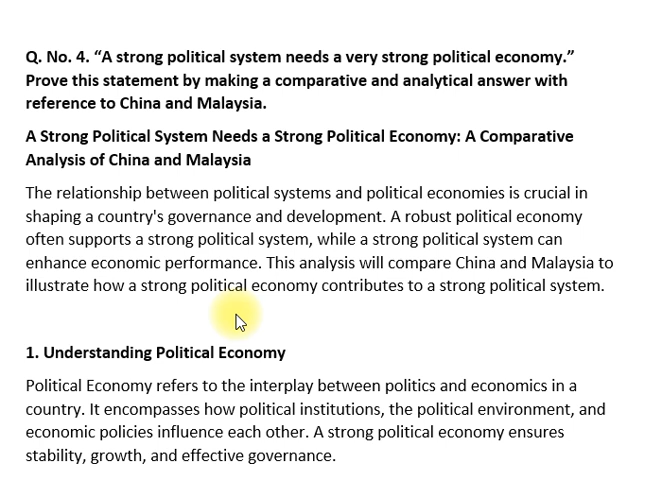 Q. No. 4. “A strong political system needs a very strong political economy.”
Prove this statement by making a comparative and analytical answer with
reference to China and Malaysia.
A Strong Political System Needs a Strong Political Economy: A Comparative
Analysis of China and Malaysia
The relationship between political systems and political economies is crucial in
shaping a country's governance and development. A robust political economy
often supports a strong political system, while a strong political system can
enhance economic performance. This analysis will compare China and Malaysia to
illustrate how a strong political economy contributes to a strong political system.
1. Understanding Political Economy
Political Economy refers to the interplay between politics and economics in a
country. It encompasses how political institutions, the political environment, and
economic policies influence each other. A strong political economy ensures
stability, growth, and effective governance.